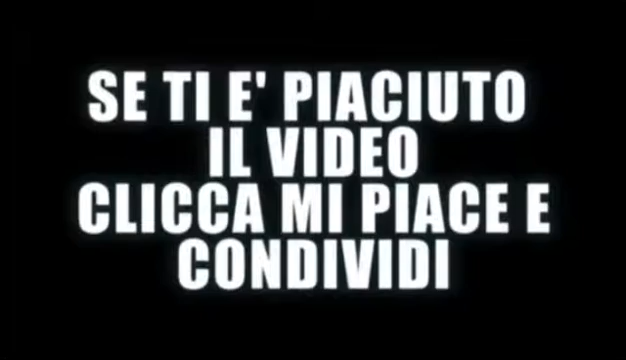 SE TI E' PIACIUTO
IL VIDEO
CLICCA MI PIACE E
CONDIVIDI